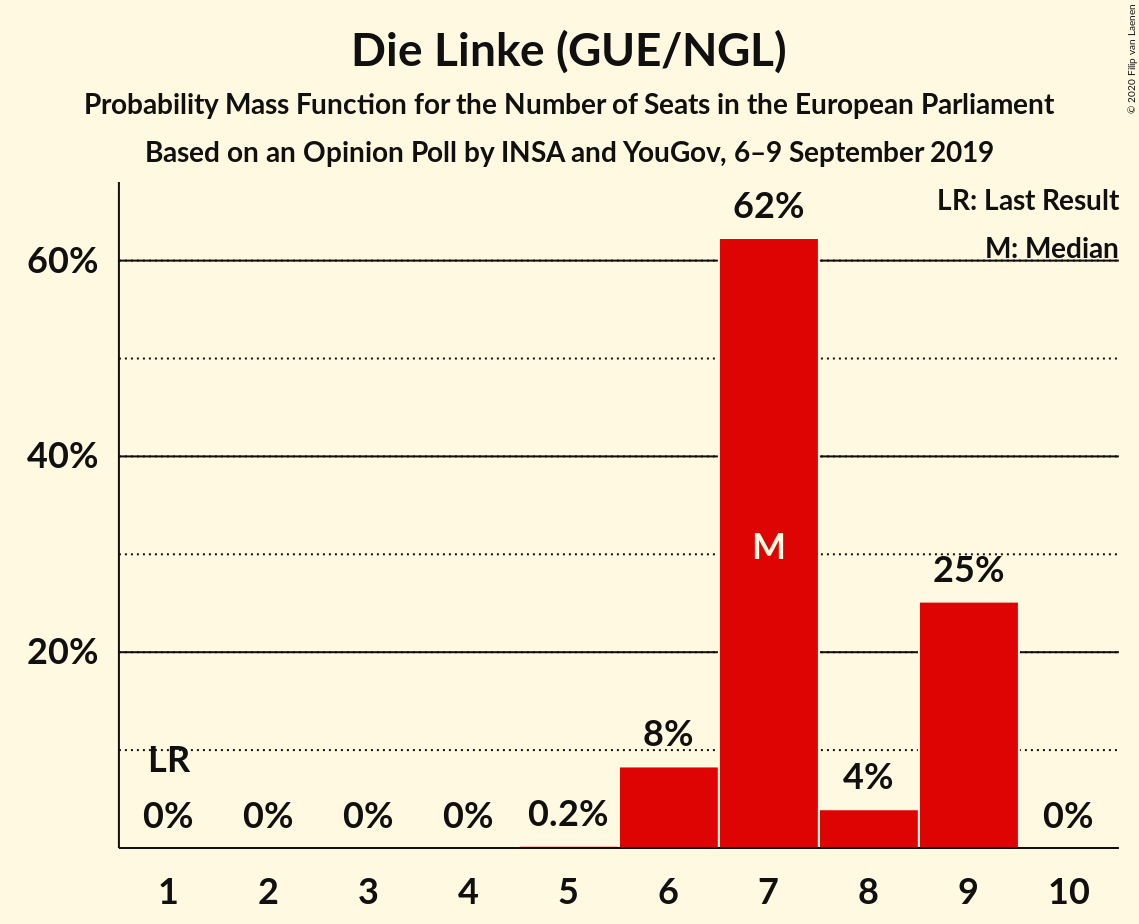 Die Linke (GUE/NGL)
Probability Mass Function for the Number of Seats in the European Parliament
Based on an Opinion Poll by INSA and YouGov, 6–9 September 2019
© 2020 Filip van Laenen
LR: Last Result
M: Median
60%
40%
20%
LR
0%
0%
0%
0%
0.2%
8%
62%
M
4%
25%
0%
1 2 3 4 5 6 7 8 9 10